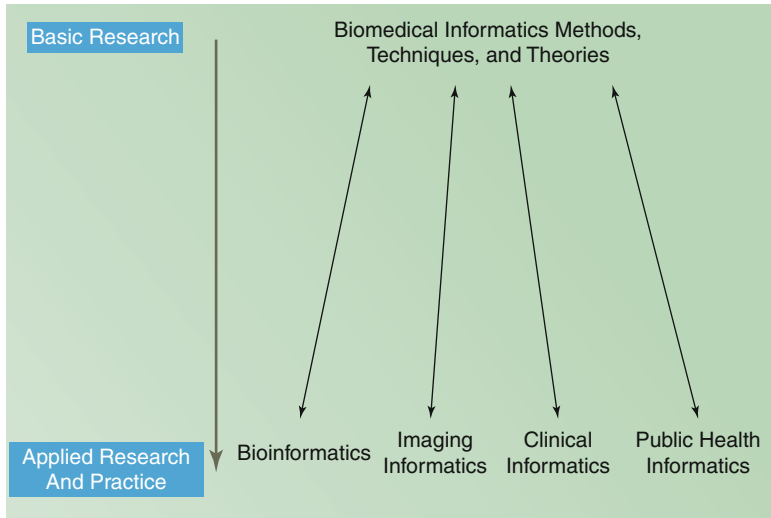 Basic Research
Biomedical Informatics Methods,
Techniques, and Theories
Applied Research
And Practice
Bioinformatics
Imaging
Informatics
Clinical
Informatics
Public Health
Informatics